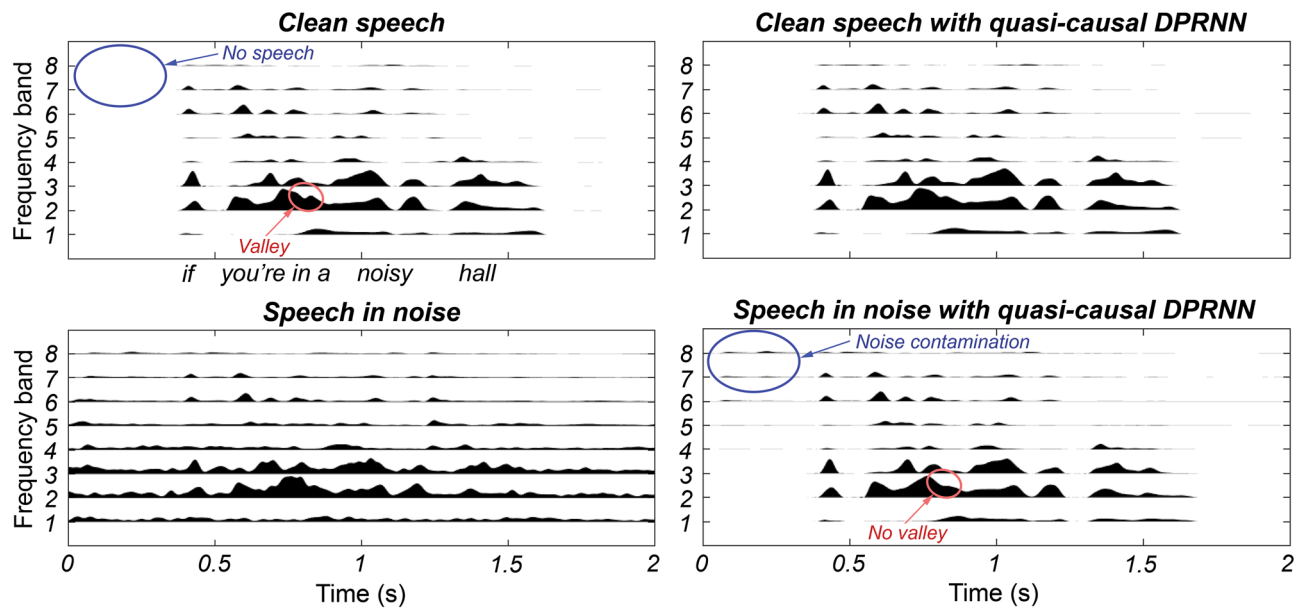 Clean speech
Clean speech with quasi-causal DPRNN
Frequency band
8
7
6
5
4
3
2
1
No speech
Valley
if you're in a noisy hall
8
7
6
5
4
3
2
1
Speech in noise
Speech in noise with quasi-causal DPRNN
Frequency band
8
7
6
5
4
3
2
1
0 0.5 1 1.5 2
Time (s)
8
7
6
5
4
3
2
1
Noise contamination
No valley
0 0.5 1 1.5 2
Time (s)